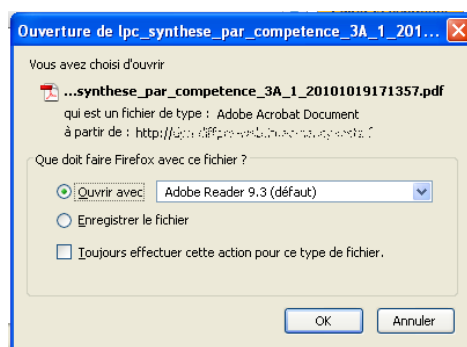 Ouverture de lpc_synthese_par_competence_3A_1_201...
Vous avez choisi d'ouvrir
...synthese_par_competence_3A_1_20101019171357.pdf
qui est un fichier de type : Adobe Acrobat Document
à partir de : http://
Que doit faire Firefox avec ce fichier ?
Ouvrir avec Adobe Reader 9.3 (défaut)
Enregistrer le fichier
Toujours effectuer cette action pour ce type de fichier.
OK Annuler